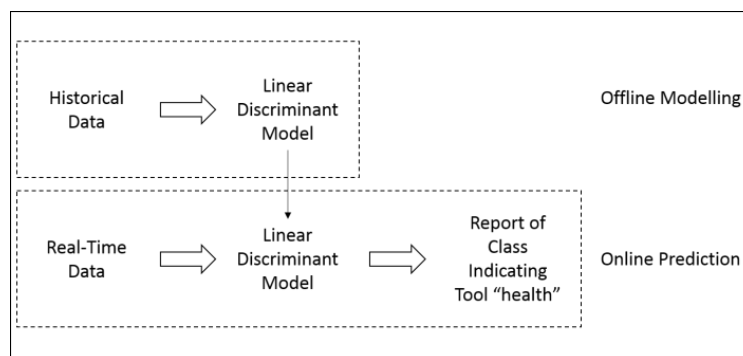 Historical
Data
Linear
Discriminant
Model
Offline Modelling
Real-Time
Data
Linear
Discriminant
Model
Report of
Class
Indicating
Tool “health”
Online Prediction